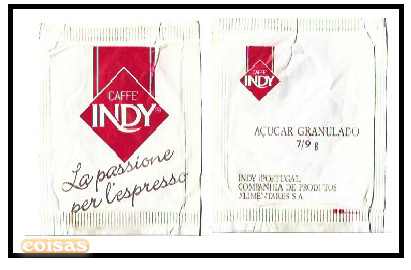 CAFFE'
INDY®
La passione
per l'espresso
CAFFE'
INDY
AÇUCAR GRANULADO
7/9 g
INDY (PORTUGAL
COMPANHIA DE PRODUTOS
ALIMENTARES S.A.
coisas